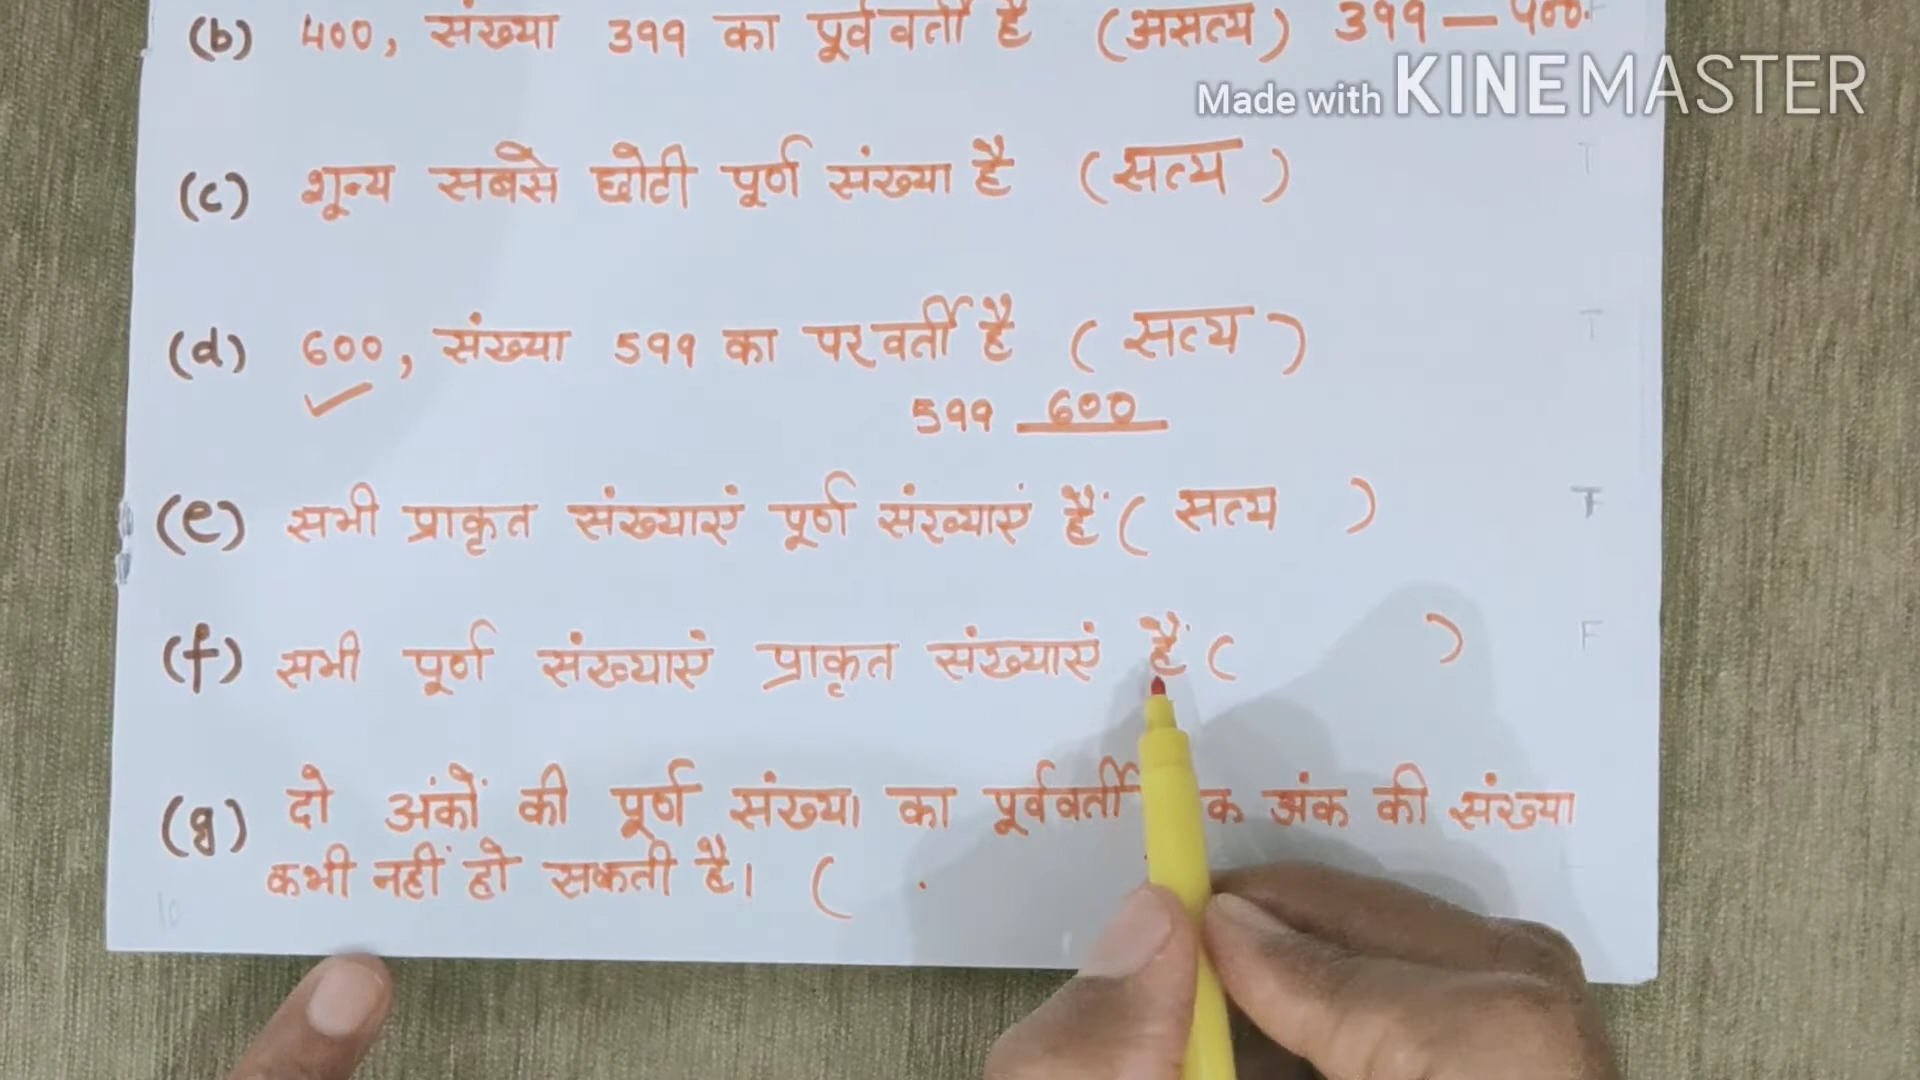 (b) 400, संख्या 399 का पूर्ववर्ती है (असत्य) 399 — 400.
Made with KINEMASTER
(c) शून्य सबसे छोटी पूर्ण संख्या है (सत्य) T
(d) 600, संख्या 599 का परवर्ती है (सत्य) T
599 600
(e) सभी प्राकृत संख्याएं पूर्ण संख्याएं हैं (सत्य ) T
(f) सभी पूर्ण संख्याएं प्राकृत संख्याएं हैं ( ) F
(g) दो अंकों की पूर्ण संख्या का पूर्ववर्ती क अंक की संख्या
कभी नहीं हो सकती है। (
10